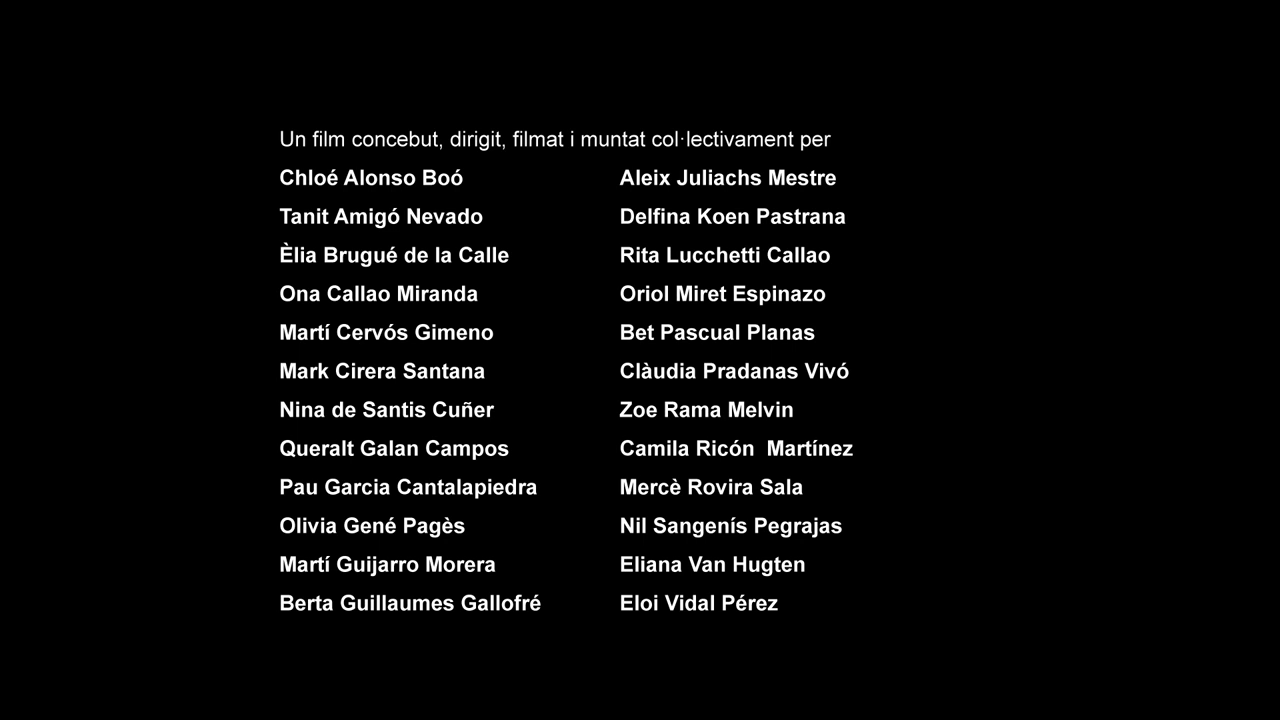 Un film concebut, dirigit, filmat i muntat col·lectivament per
Chloé Alonso Boó
Tanit Amigó Nevado
Èlia Brugué de la Calle
Ona Callao Miranda
Martí Cervós Gimeno
Mark Cirera Santana
Nina de Santis Cuñer
Queralt Galan Campos
Pau Garcia Cantalapiedra
Olivia Gené Pagès
Martí Guijarro Morera
Berta Guillaumes Gallofré
Aleix Juliachs Mestre
Delfina Koen Pastrana
Rita Lucchetti Callao
Oriol Miret Espinazo
Bet Pascual Planas
Clàudia Pradanas Vivó
Zoe Rama Melvin
Camila Ricón  Martínez
Mercè Rovira Sala
Nil Sangenís Pegrajas
Eliana Van Hugten
Eloi Vidal Pérez